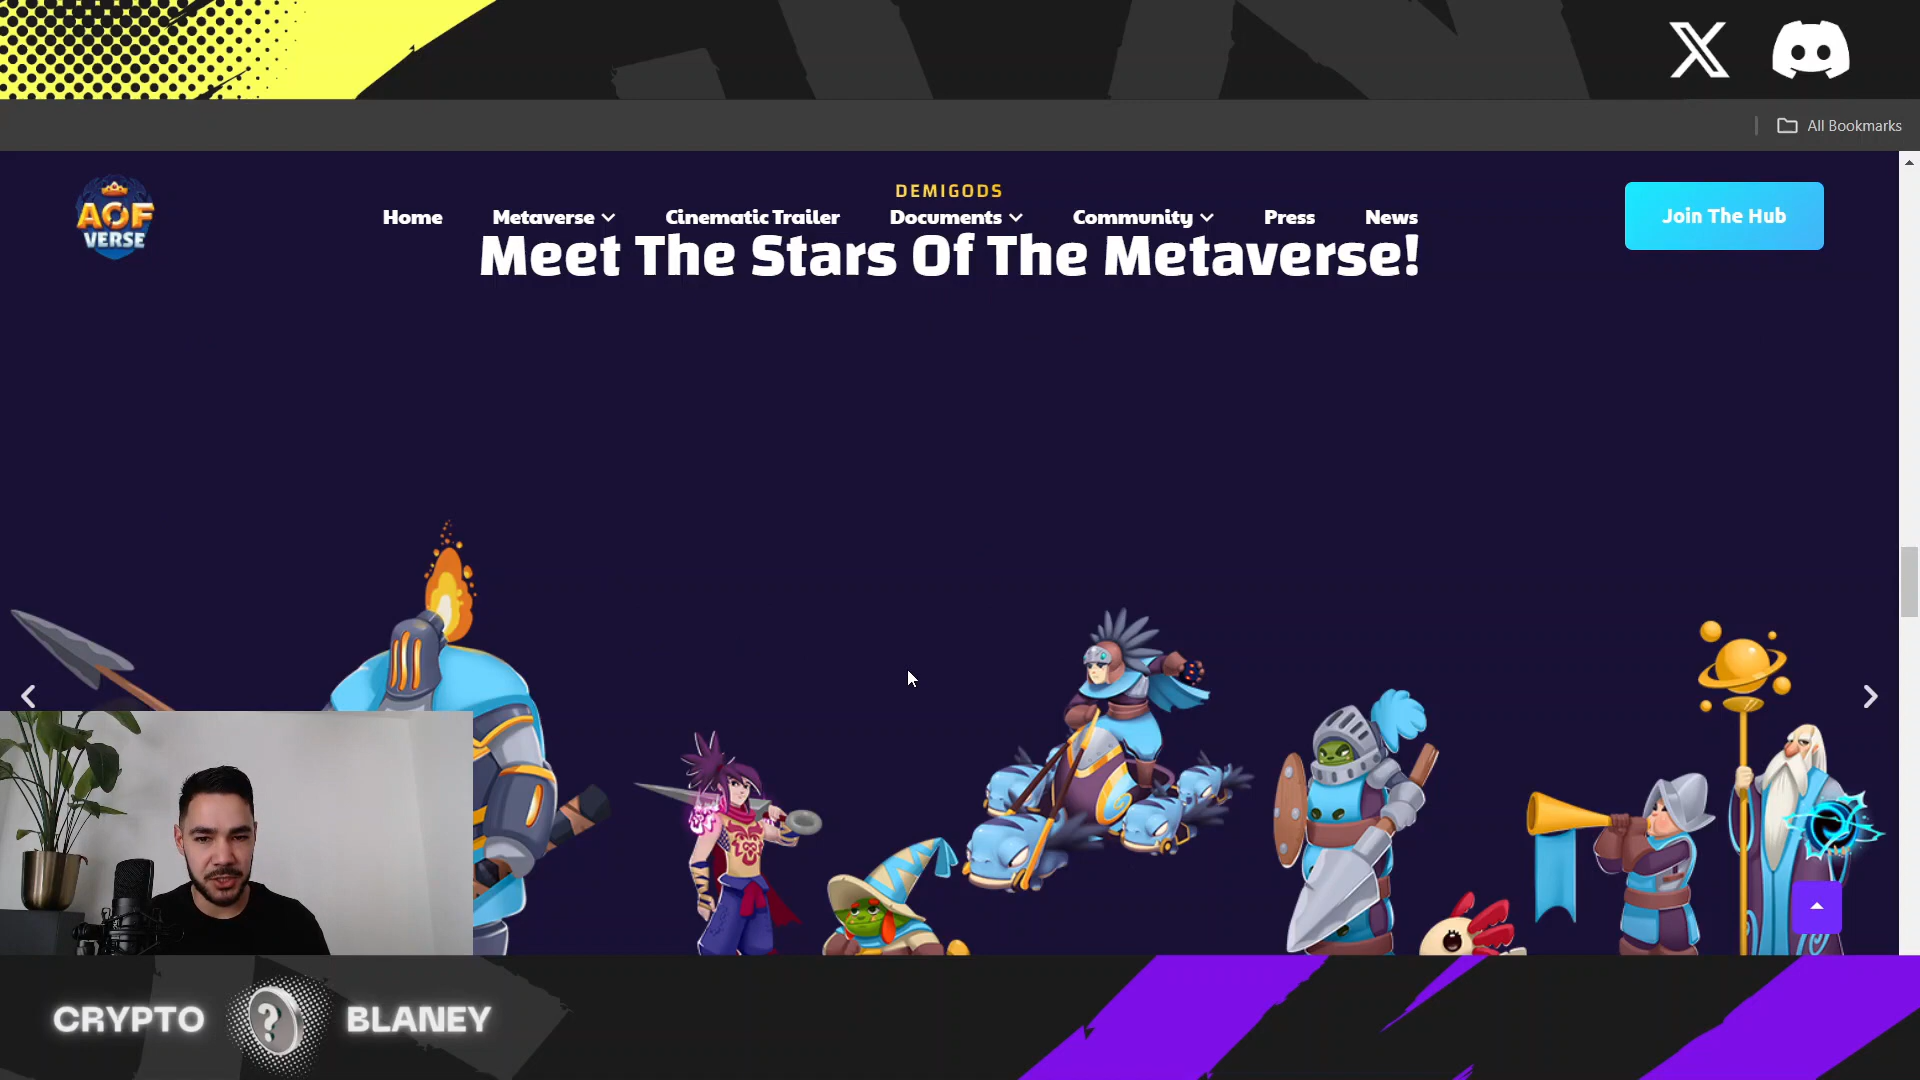 All Bookmarks
AOF
VERSE
DEMIGODS
Home
Metaverse
Cinematic Trailer
Documents
Community
Press
News
Join The Hub
Meet The Stars Of The Metaverse!
CRYPTO
?
BLANEY